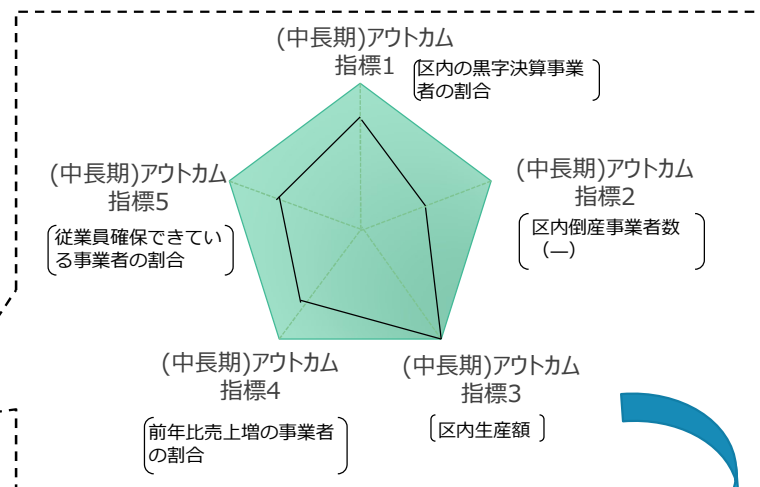 (中長期)アウトカム
指標1
区内の黒字決算事業
者の割合
(中長期)アウトカム
指標2
区内倒産事業者数
（―）
(中長期)アウトカム
指標5
従業員確保できてい
る事業者の割合
(中長期)アウトカム
指標4
前年比売上増の事業者
の割合
(中長期)アウトカム
指標3
区内生産額